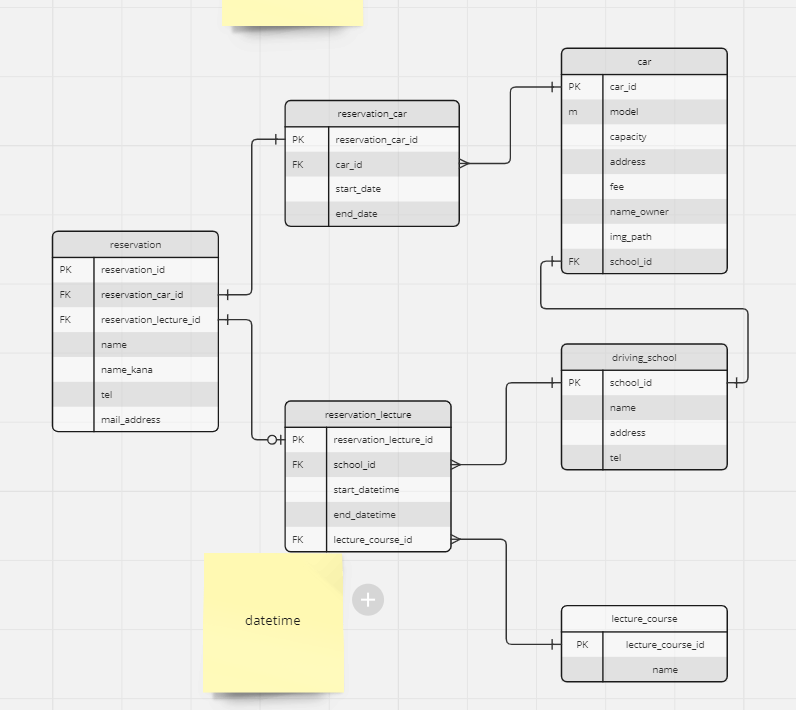 car
PK car_id
m model
capacity
address
fee
name_owner
img_path
FK school_id
reservation_car
PK reservation_car_id
FK car_id
start_date
end_date
reservation
PK reservation_id
FK reservation_car_id
FK reservation_lecture_id
name
name_kana
tel
mail_address
driving_school
PK school_id
name
address
tel
reservation_lecture
PK reservation_lecture_id
FK school_id
start_datetime
end_datetime
FK lecture_course_id
datetime
lecture_course
PK lecture_course_id
name